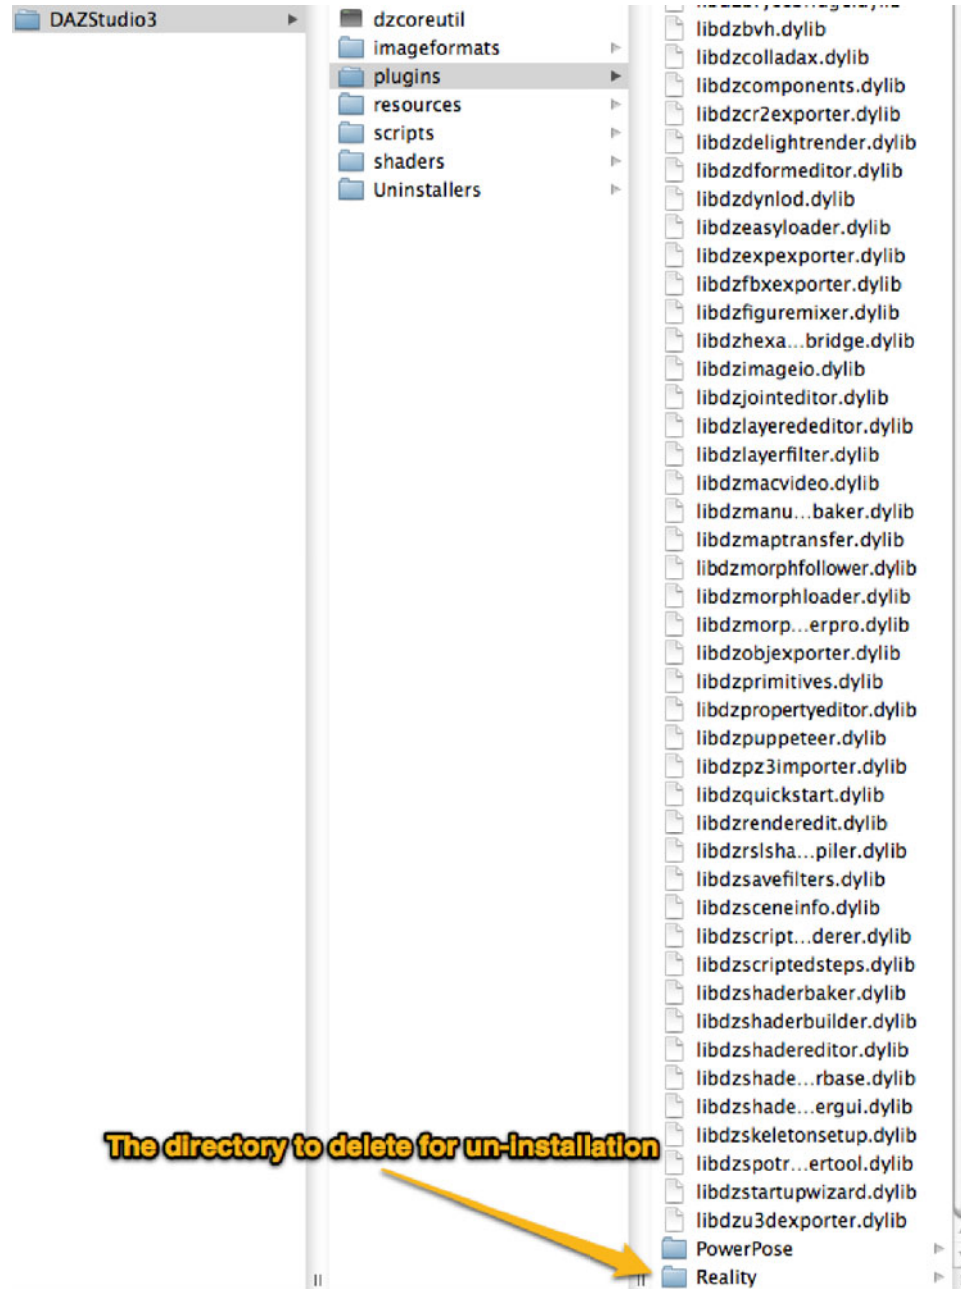 DAZStudio3
dzcoreutil
imageformats
plugins
resources
scripts
shaders
Uninstallers
libdzbvh.dylib
libdzcolladax.dylib
libdzcomponents.dylib
libdzcr2exporter.dylib
libdzdelightrender.dylib
libdzdformeditor.dylib
libdzdynlod.dylib
libdzeasyloader.dylib
libdzexpexporter.dylib
libdzfbxexporter.dylib
libdzfiguremixer.dylib
libdzhexa...bridge.dylib
libdzimageio.dylib
libdzjointeditor.dylib
libdzlayerededitor.dylib
libdzlayerfilter.dylib
libdzmacvideo.dylib
libdzmanu...baker.dylib
libdzmaptransfer.dylib
libdzmorphfollower.dylib
libdzmorphloader.dylib
libdzmorp...erpro.dylib
libdzobjexporter.dylib
libdzprimitives.dylib
libdzpropertyeditor.dylib
libdzpuppeteer.dylib
libdzpz3importer.dylib
libdzquickstart.dylib
libdzrenderedit.dylib
libdzrslsha...piler.dylib
libdzsavefilters.dylib
libdzsceneinfo.dylib
libdzscript...derer.dylib
libdzscriptedsteps.dylib
libdzshaderbaker.dylib
libdzshaderbuilder.dylib
libdzshadereditor.dylib
libdzshade...rbase.dylib
libdzshade...ergui.dylib
The directory to delete for un-installation
libdzskeletonsetup.dylib
libdzspotr...ertool.dylib
libdzstartupwizard.dylib
libdzu3dexporter.dylib
PowerPose
Reality